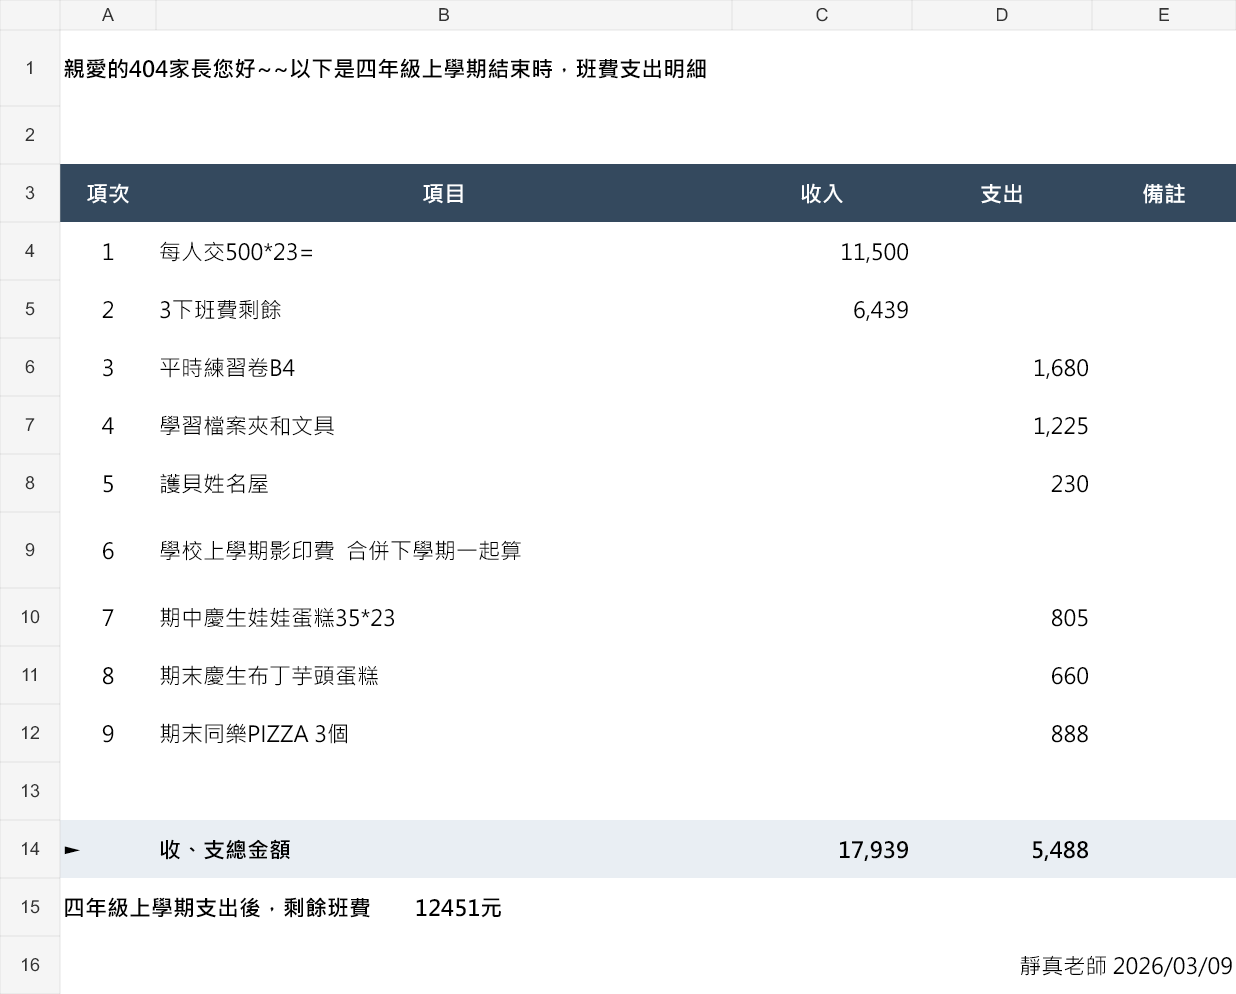 A B C D E
1 親愛的404家長您好~~以下是四年級上學期結束時，班費支出明細
2
3 項次 項目 收入 支出 備註
4 1 每人交500*23= 11,500
5 2 3下班費剩餘 6,439
6 3 平時練習卷B4 1,680
7 4 學習檔案夾和文具 1,225
8 5 護貝姓名屋 230
9 6 學校上學期影印費 合併下學期一起算
10 7 期中慶生娃娃蛋糕35*23 805
11 8 期末慶生布丁芋頭蛋糕 660
12 9 期末同樂PIZZA 3個 888
13
14 ► 收、支總金額 17,939 5,488
15 四年級上學期支出後，剩餘班費 12451元
16 靜真老師 2026/03/09